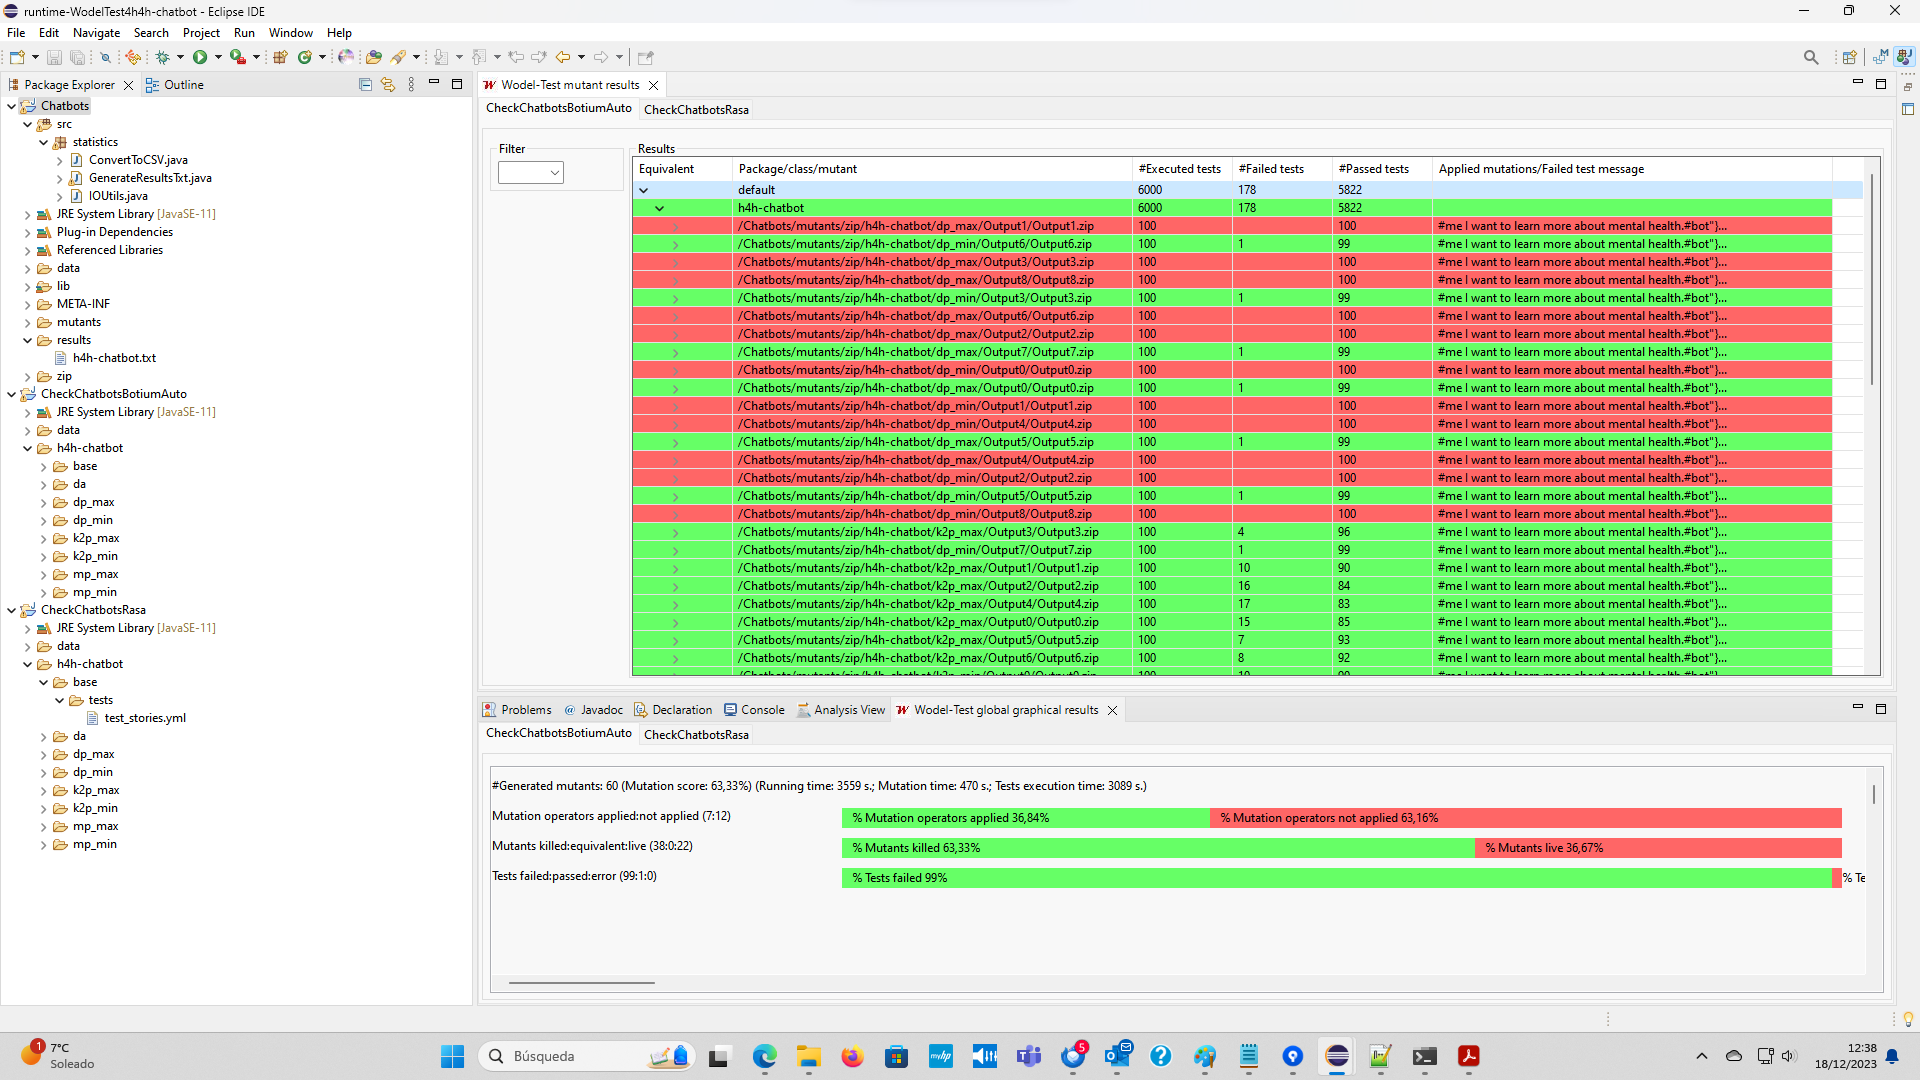 runtime-WodelTest4h4h-chatbot - Eclipse IDE
File Edit Navigate Search Project Run Window Help
Package Explorer
Outline
Chatbots
src
statistics
ConvertToCSV.java
GenerateResultsTxt.java
IOUtils.java
JRE System Library [JavaSE-11]
Plug-in Dependencies
Referenced Libraries
data
lib
META-INF
mutants
results
h4h-chatbot.txt
zip
CheckChatbotsBotiumAuto
JRE System Library [JavaSE-11]
data
h4h-chatbot
base
da
dp_max
dp_min
k2p_max
k2p_min
mp_max
mp_min
CheckChatbotsRasa
JRE System Library [JavaSE-11]
data
h4h-chatbot
base
tests
test_stories.yml
da
dp_max
dp_min
k2p_max
k2p_min
mp_max
mp_min
Wodel-Test mutant results
CheckChatbotsBotiumAuto CheckChatbotsRasa
Filter
Results
Equivalent Package/class/mutant #Executed tests #Failed tests #Passed tests Applied mutations/Failed test message
default 6000 178 5822
h4h-chatbot 6000 178 5822
/Chatbots/mutants/zip/h4h-chatbot/dp_max/Output1/Output1.zip 100 100 #me I want to learn more about mental health.#bot"}...
/Chatbots/mutants/zip/h4h-chatbot/dp_min/Output6/Output6.zip 100 1 99 #me I want to learn more about mental health.#bot"}...
/Chatbots/mutants/zip/h4h-chatbot/dp_max/Output3/Output3.zip 100 100 #me I want to learn more about mental health.#bot"}...
/Chatbots/mutants/zip/h4h-chatbot/dp_max/Output8/Output8.zip 100 100 #me I want to learn more about mental health.#bot"}...
/Chatbots/mutants/zip/h4h-chatbot/dp_min/Output3/Output3.zip 100 1 99 #me I want to learn more about mental health.#bot"}...
/Chatbots/mutants/zip/h4h-chatbot/dp_max/Output6/Output6.zip 100 100 #me I want to learn more about mental health.#bot"}...
/Chatbots/mutants/zip/h4h-chatbot/dp_max/Output2/Output2.zip 100 100 #me I want to learn more about mental health.#bot"}...
/Chatbots/mutants/zip/h4h-chatbot/dp_max/Output7/Output7.zip 100 1 99 #me I want to learn more about mental health.#bot"}...
/Chatbots/mutants/zip/h4h-chatbot/dp_min/Output0/Output0.zip 100 100 #me I want to learn more about mental health.#bot"}...
/Chatbots/mutants/zip/h4h-chatbot/dp_max/Output0/Output0.zip 100 1 99 #me I want to learn more about mental health.#bot"}...
/Chatbots/mutants/zip/h4h-chatbot/dp_min/Output1/Output1.zip 100 100 #me I want to learn more about mental health.#bot"}...
/Chatbots/mutants/zip/h4h-chatbot/dp_min/Output4/Output4.zip 100 100 #me I want to learn more about mental health.#bot"}...
/Chatbots/mutants/zip/h4h-chatbot/dp_max/Output5/Output5.zip 100 1 99 #me I want to learn more about mental health.#bot"}...
/Chatbots/mutants/zip/h4h-chatbot/dp_max/Output4/Output4.zip 100 100 #me I want to learn more about mental health.#bot"}...
/Chatbots/mutants/zip/h4h-chatbot/dp_min/Output2/Output2.zip 100 100 #me I want to learn more about mental health.#bot"}...
/Chatbots/mutants/zip/h4h-chatbot/dp_min/Output5/Output5.zip 100 1 99 #me I want to learn more about mental health.#bot"}...
/Chatbots/mutants/zip/h4h-chatbot/dp_min/Output8/Output8.zip 100 100 #me I want to learn more about mental health.#bot"}...
/Chatbots/mutants/zip/h4h-chatbot/k2p_max/Output3/Output3.zip 100 4 96 #me I want to learn more about mental health.#bot"}...
/Chatbots/mutants/zip/h4h-chatbot/dp_min/Output7/Output7.zip 100 1 99 #me I want to learn more about mental health.#bot"}...
/Chatbots/mutants/zip/h4h-chatbot/k2p_max/Output1/Output1.zip 100 10 90 #me I want to learn more about mental health.#bot"}...
/Chatbots/mutants/zip/h4h-chatbot/k2p_max/Output2/Output2.zip 100 16 84 #me I want to learn more about mental health.#bot"}...
/Chatbots/mutants/zip/h4h-chatbot/k2p_max/Output4/Output4.zip 100 17 83 #me I want to learn more about mental health.#bot"}...
/Chatbots/mutants/zip/h4h-chatbot/k2p_max/Output0/Output0.zip 100 15 85 #me I want to learn more about mental health.#bot"}...
/Chatbots/mutants/zip/h4h-chatbot/k2p_max/Output5/Output5.zip 100 7 93 #me I want to learn more about mental health.#bot"}...
/Chatbots/mutants/zip/h4h-chatbot/k2p_max/Output6/Output6.zip 100 8 92 #me I want to learn more about mental health.#bot"}...
Problems Javadoc Declaration Console Analysis View Wodel-Test global graphical results
CheckChatbotsBotiumAuto CheckChatbotsRasa
#Generated mutants: 60 (Mutation score: 63,33%) (Running time: 3559 s.; Mutation time: 470 s.; Tests execution time: 3089 s.)
Mutation operators applied:not applied (7:12) % Mutation operators applied 36,84% % Mutation operators not applied 63,16%
Mutants killed:equivalent:live (38:0:22) % Mutants killed 63,33% % Mutants live 36,67%
Tests failed:passed:error (99:1:0) % Tests failed 99% % Te
1
7°C
Soleado
Búsqueda
myhp
5
12:38
18/12/2023